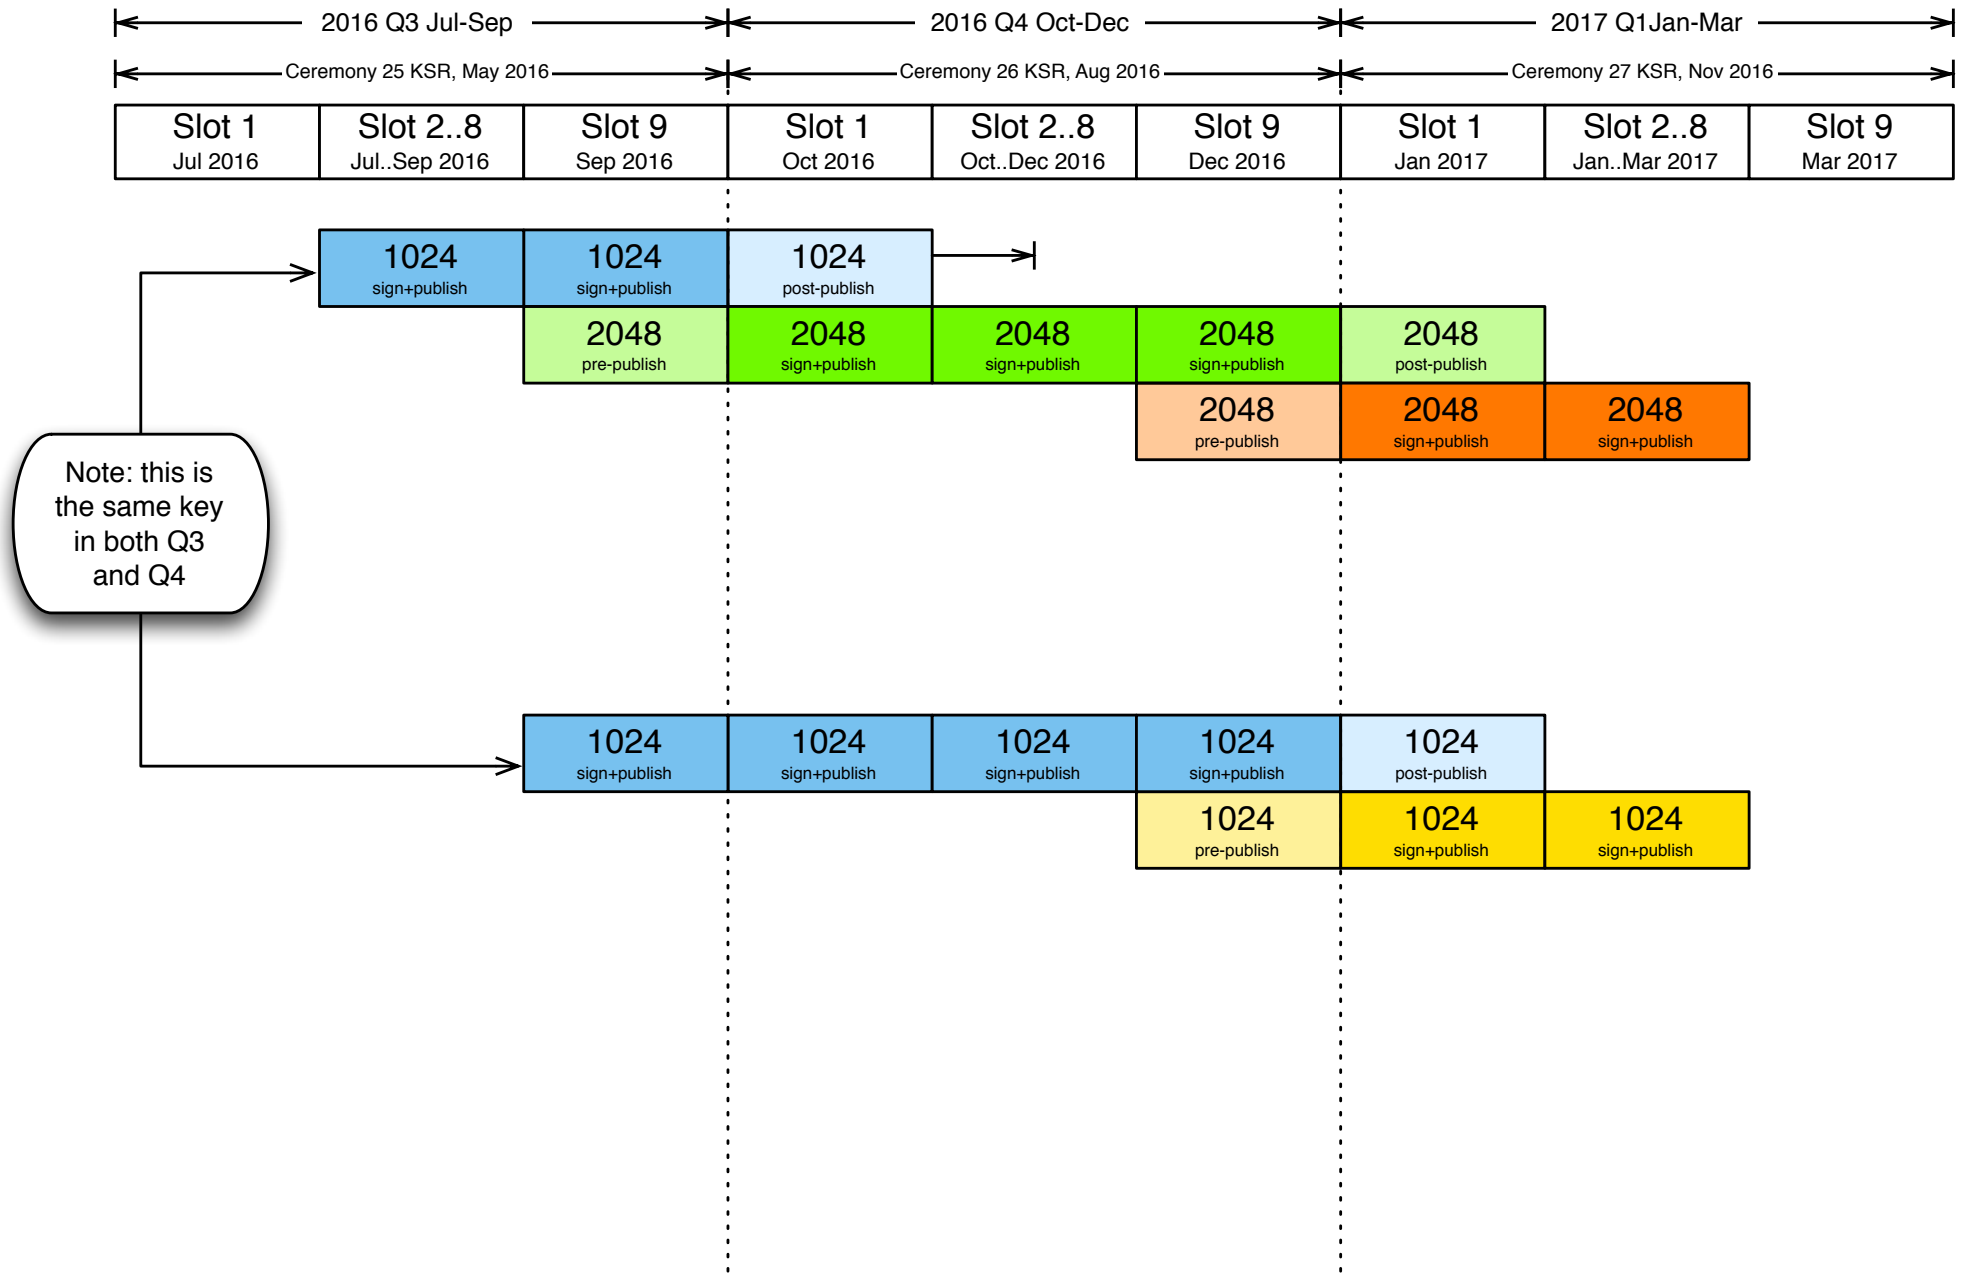 2016 Q3 Jul-Sep
2016 Q4 Oct-Dec
2017 Q1Jan-Mar
Ceremony 25 KSR, May 2016
Ceremony 26 KSR, Aug 2016
Ceremony 27 KSR, Nov 2016
Slot 1
Jul 2016
Slot 2..8
Jul..Sep 2016
Slot 9
Sep 2016
Slot 1
Oct 2016
Slot 2..8
Oct..Dec 2016
Slot 9
Dec 2016
Slot 1
Jan 2017
Slot 2..8
Jan..Mar 2017
Slot 9
Mar 2017
1024
sign+publish
1024
sign+publish
1024
post-publish
2048
pre-publish
2048
sign+publish
2048
sign+publish
2048
sign+publish
2048
post-publish
2048
pre-publish
2048
sign+publish
2048
sign+publish
Note: this is
the same key
in both Q3
and Q4
1024
sign+publish
1024
sign+publish
1024
sign+publish
1024
sign+publish
1024
post-publish
1024
pre-publish
1024
sign+publish
1024
sign+publish